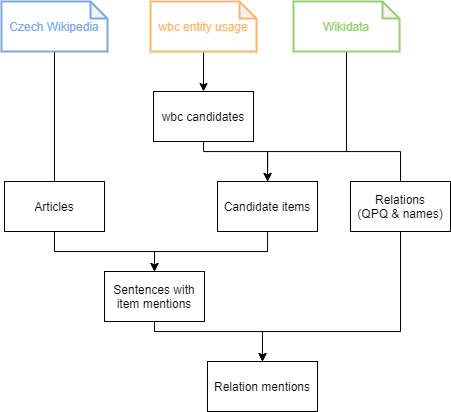 Czech Wikipedia
wbc entity usage
Wikidata
wbc candidates
Articles
Candidate items
Relations
(QPQ & names)
Sentences with
item mentions
Relation mentions